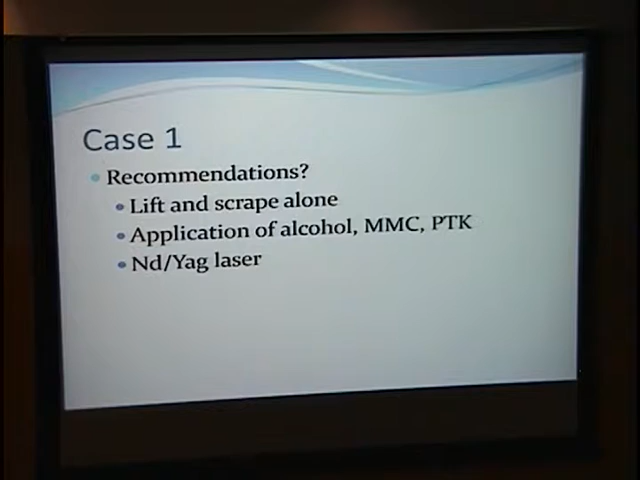 Case 1
Recommendations?
Lift and scrape alone
Application of alcohol, MMC, PTK
Nd/Yag laser